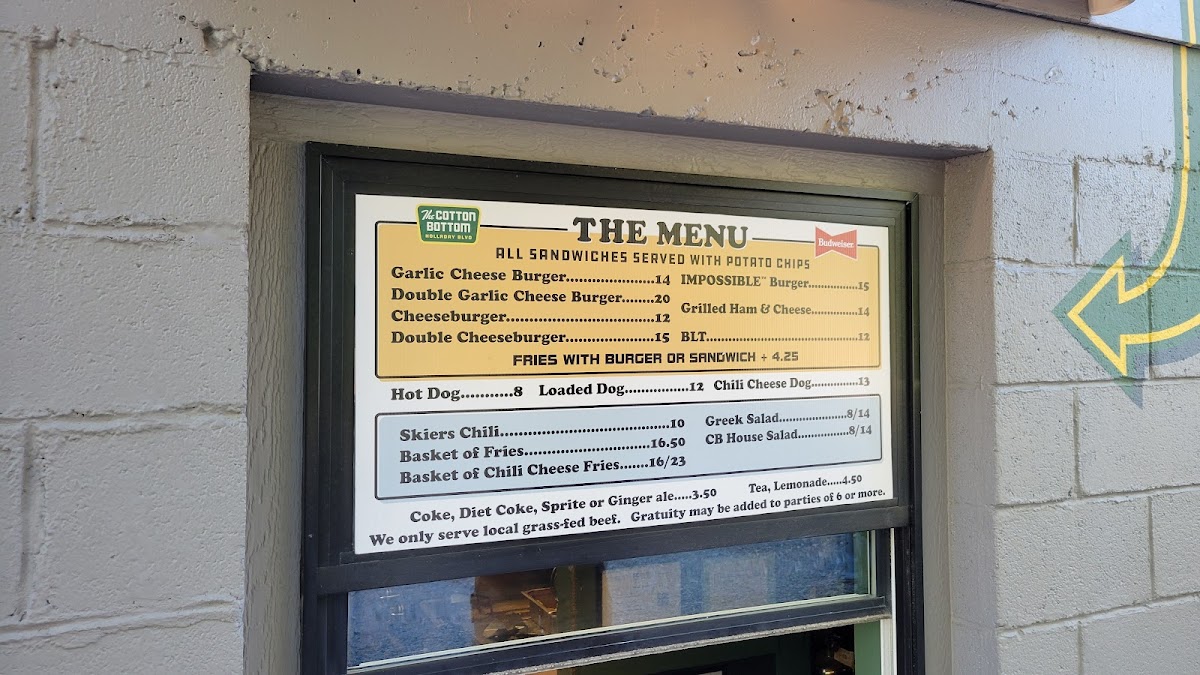 The COTTON
BOTTOM
HOLLADAY BLVD
THE MENU
Budweiser
ALL SANDWICHES SERVED WITH POTATO CHIPS
Garlic Cheese Burger......................14
Double Garlic Cheese Burger........20
Cheeseburger.....................................12
Double Cheeseburger......................15
IMPOSSIBLE™ Burger................15
Grilled Ham & Cheese..............14
BLT................................................12
FRIES WITH BURGER OR SANDWICH + 4.25
Hot Dog...........8 Loaded Dog...............12 Chili Cheese Dog..............13
Skiers Chili..........................................10
Basket of Fries...............................16.50
Basket of Chili Cheese Fries.......16/23
Greek Salad.....................8/14
CB House Salad................8/14
Coke, Diet Coke, Sprite or Ginger ale.....3.50 Tea, Lemonade.....4.50
We only serve local grass-fed beef. Gratuity may be added to parties of 6 or more.